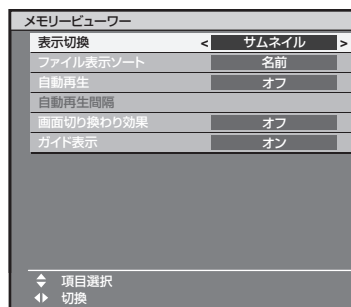 メモリービューワー
表示切換 < サムネイル >
ファイル表示ソート 名前
自動再生 オフ
自動再生間隔
画面切り換わり効果 オフ
ガイド表示 オン
項目選択
切換